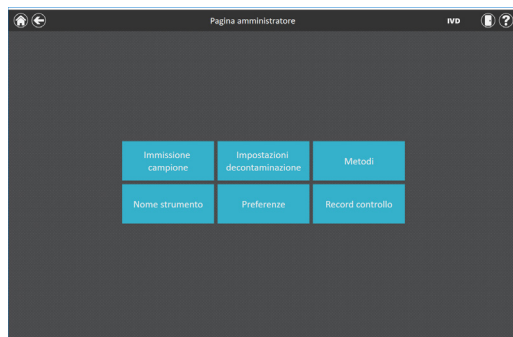 Pagina amministratore
IVD
?
Immissione
campione
Impostazioni
decontaminazione
Metodi
Nome strumento
Preferenze
Record controllo